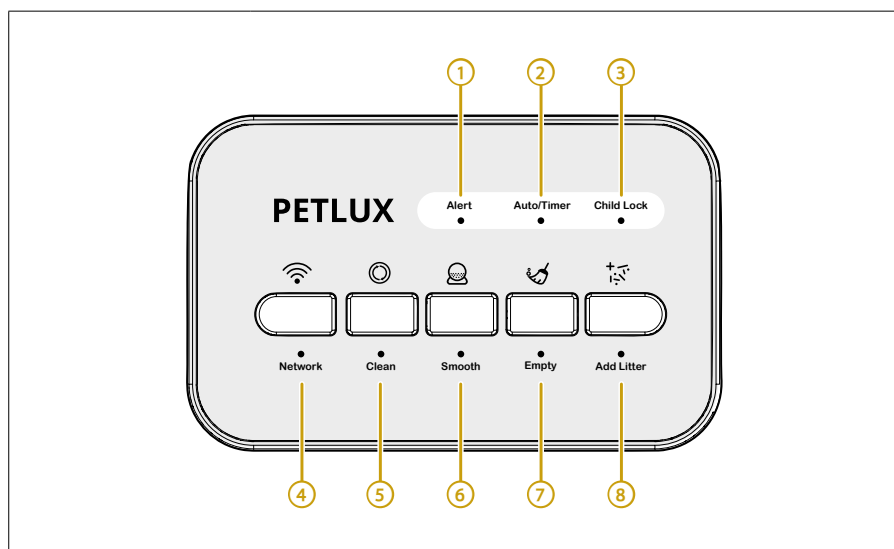 1 2 3
PETLUX
Alert Auto/Timer Child Lock
Network Clean Smooth Empty Add Litter
4 5 6 7 8